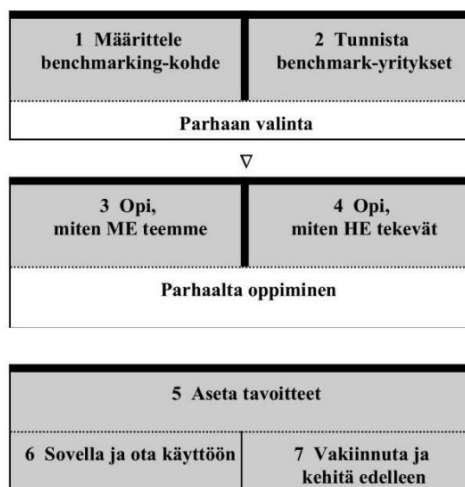 1 Määrittele
benchmarking-kohde
2 Tunnista
benchmark-yritykset
Parhaan valinta
3 Opi,
miten ME teemme
4 Opi,
miten HE tekevät
Parhaalta oppiminen
5 Aseta tavoitteet
6 Sovella ja ota käyttöön
7 Vakiinnuta ja
kehitä edelleen